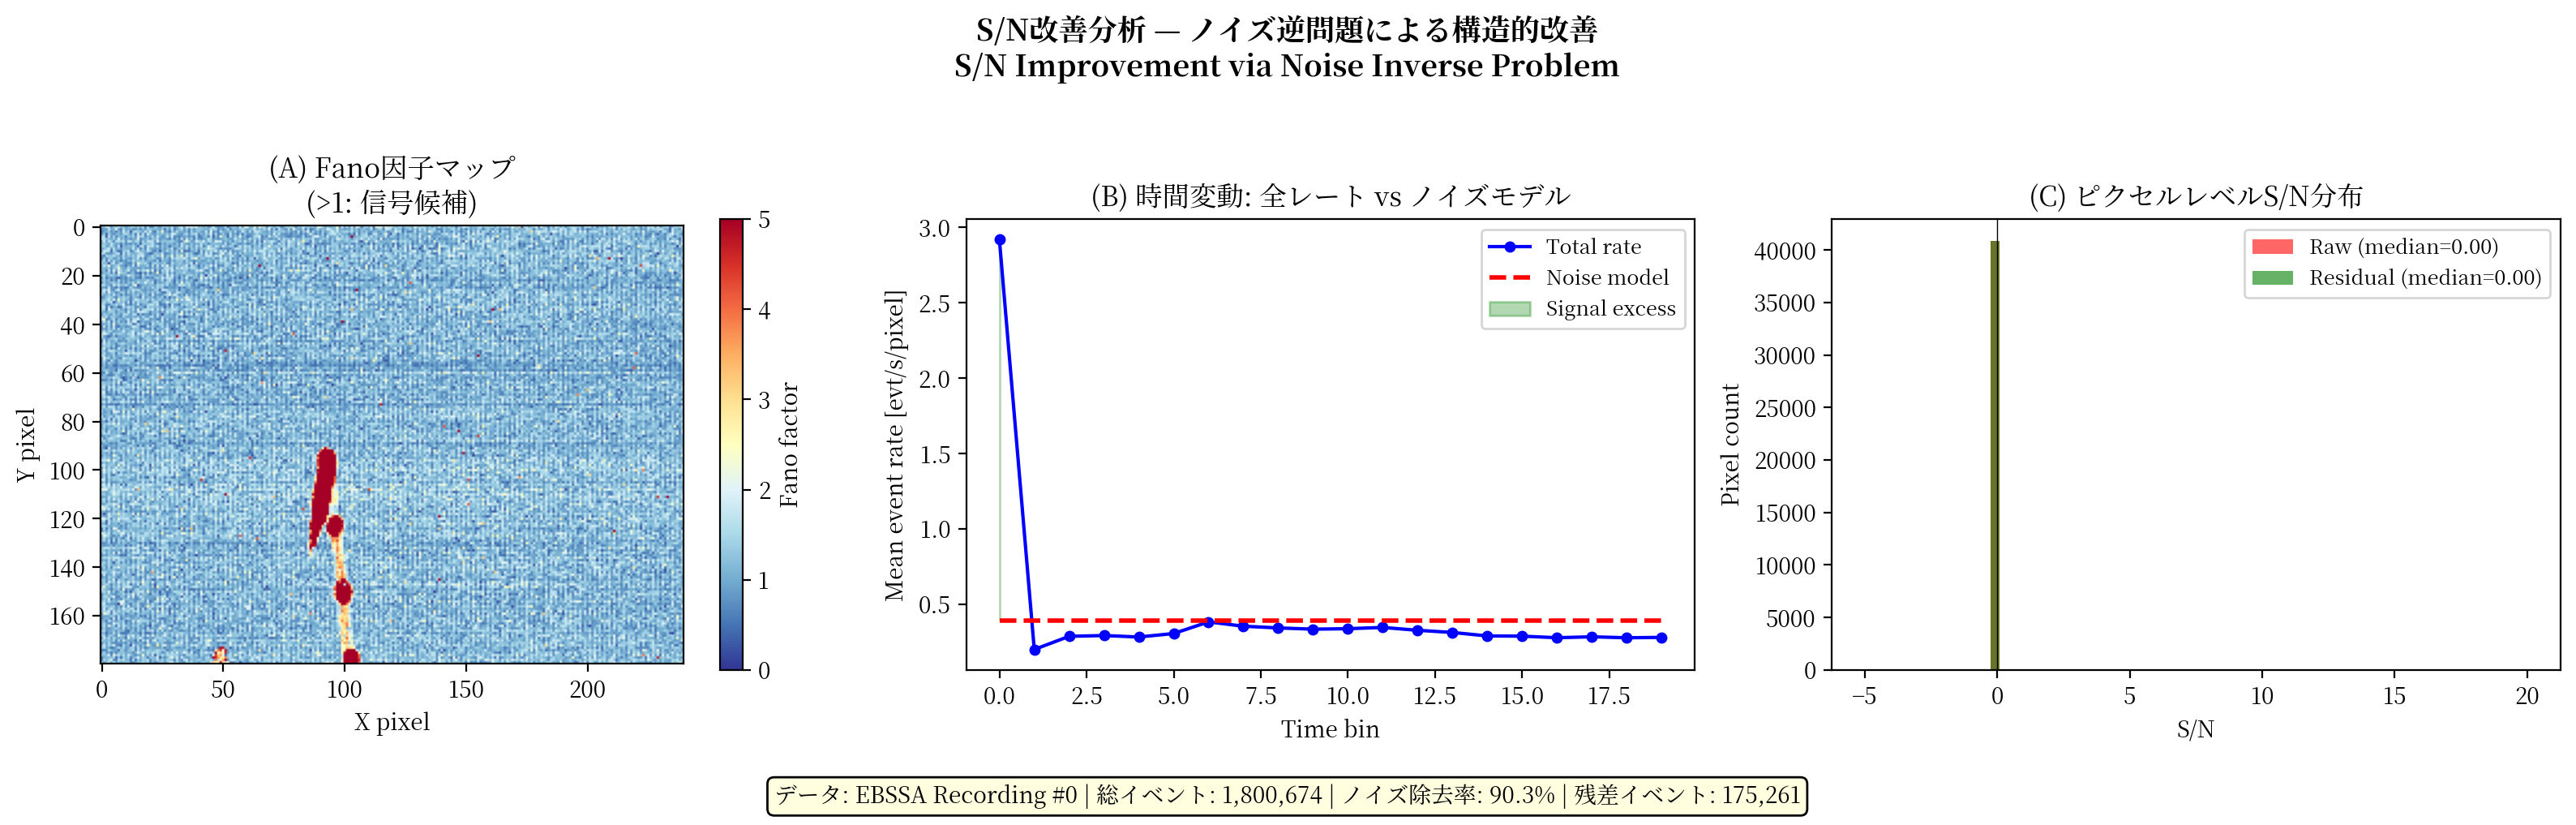 S/N改善分析 — ノイズ逆問題による構造的改善
S/N Improvement via Noise Inverse Problem
(A) Fano因子マップ
(>1: 信号候補)
0
20
40
60
80
100
120
140
160
Y pixel
0
50
100
150
200
X pixel
5
4
3
2
1
0
Fano factor
(B) 時間変動: 全レート vs ノイズモデル
3.0
2.5
2.0
1.5
1.0
0.5
Mean event rate [evt/s/pixel]
Total rate
Noise model
Signal excess
0.0
2.5
5.0
7.5
10.0
12.5
15.0
17.5
Time bin
(C) ピクセルレベルS/N分布
40000
35000
30000
25000
20000
15000
10000
5000
0
Pixel count
Raw (median=0.00)
Residual (median=0.00)
−5
0
5
10
15
20
S/N
データ: EBSSA Recording #0 | 総イベント: 1,800,674 | ノイズ除去率: 90.3% | 残差イベント: 175,261